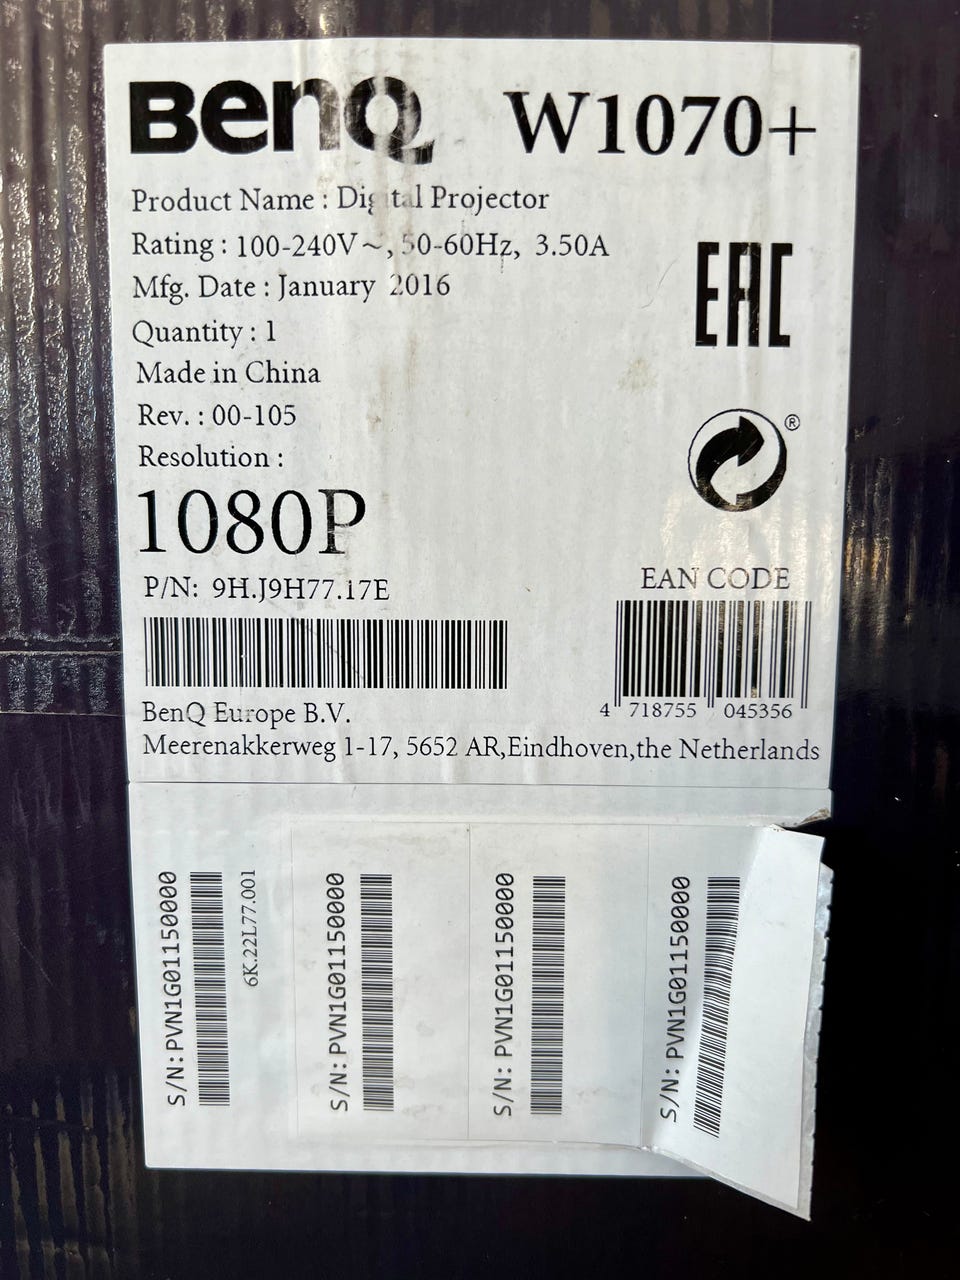 BenQ W1070+
Product Name : Digital Projector
Rating : 100-240V~, 50-60Hz, 3.50A
Mfg. Date : January 2016
Quantity : 1
Made in China
Rev. : 00-105
Resolution :
1080P
EAC
®
P/N: 9H.J9H77.17E
EAN CODE
4 718755 045356
BenQ Europe B.V.
Meerenakkerweg 1-17, 5652 AR,Eindhoven,the Netherlands
S/N: PVN1G01150000
6K.22L77.001
S/N: PVN1G01150000
S/N: PVN1G01150000
S/N: PVN1G01150000